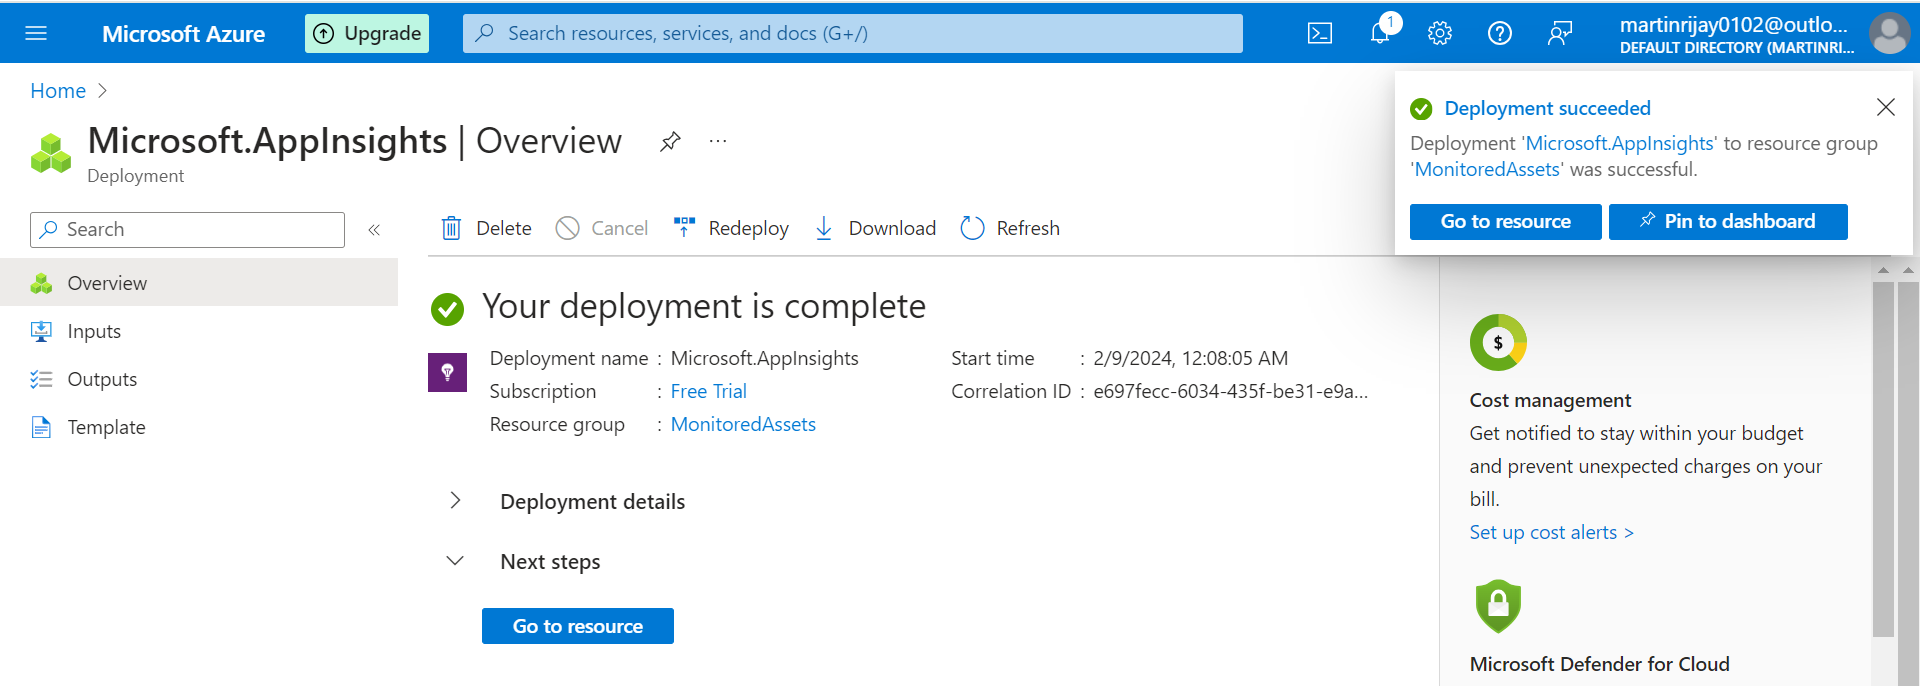 Microsoft Azure
Upgrade
Search resources, services, and docs (G+/)
1
martinrijay0102@outlo...
DEFAULT DIRECTORY (MARTINRI...
Home
Microsoft.AppInsights | Overview
...
Deployment
Deployment succeeded
Deployment 'Microsoft.AppInsights' to resource group
'MonitoredAssets' was successful.
Go to resource
Pin to dashboard
Search
«
Delete
Cancel
Redeploy
Download
Refresh
Overview
Inputs
Outputs
Template
Your deployment is complete
Deployment name : Microsoft.AppInsights
Subscription : Free Trial
Resource group : MonitoredAssets
Start time : 2/9/2024, 12:08:05 AM
Correlation ID : e697fecc-6034-435f-be31-e9a...
Deployment details
Next steps
Go to resource
$
Cost management
Get notified to stay within your budget
and prevent unexpected charges on your
bill.
Set up cost alerts >
Microsoft Defender for Cloud